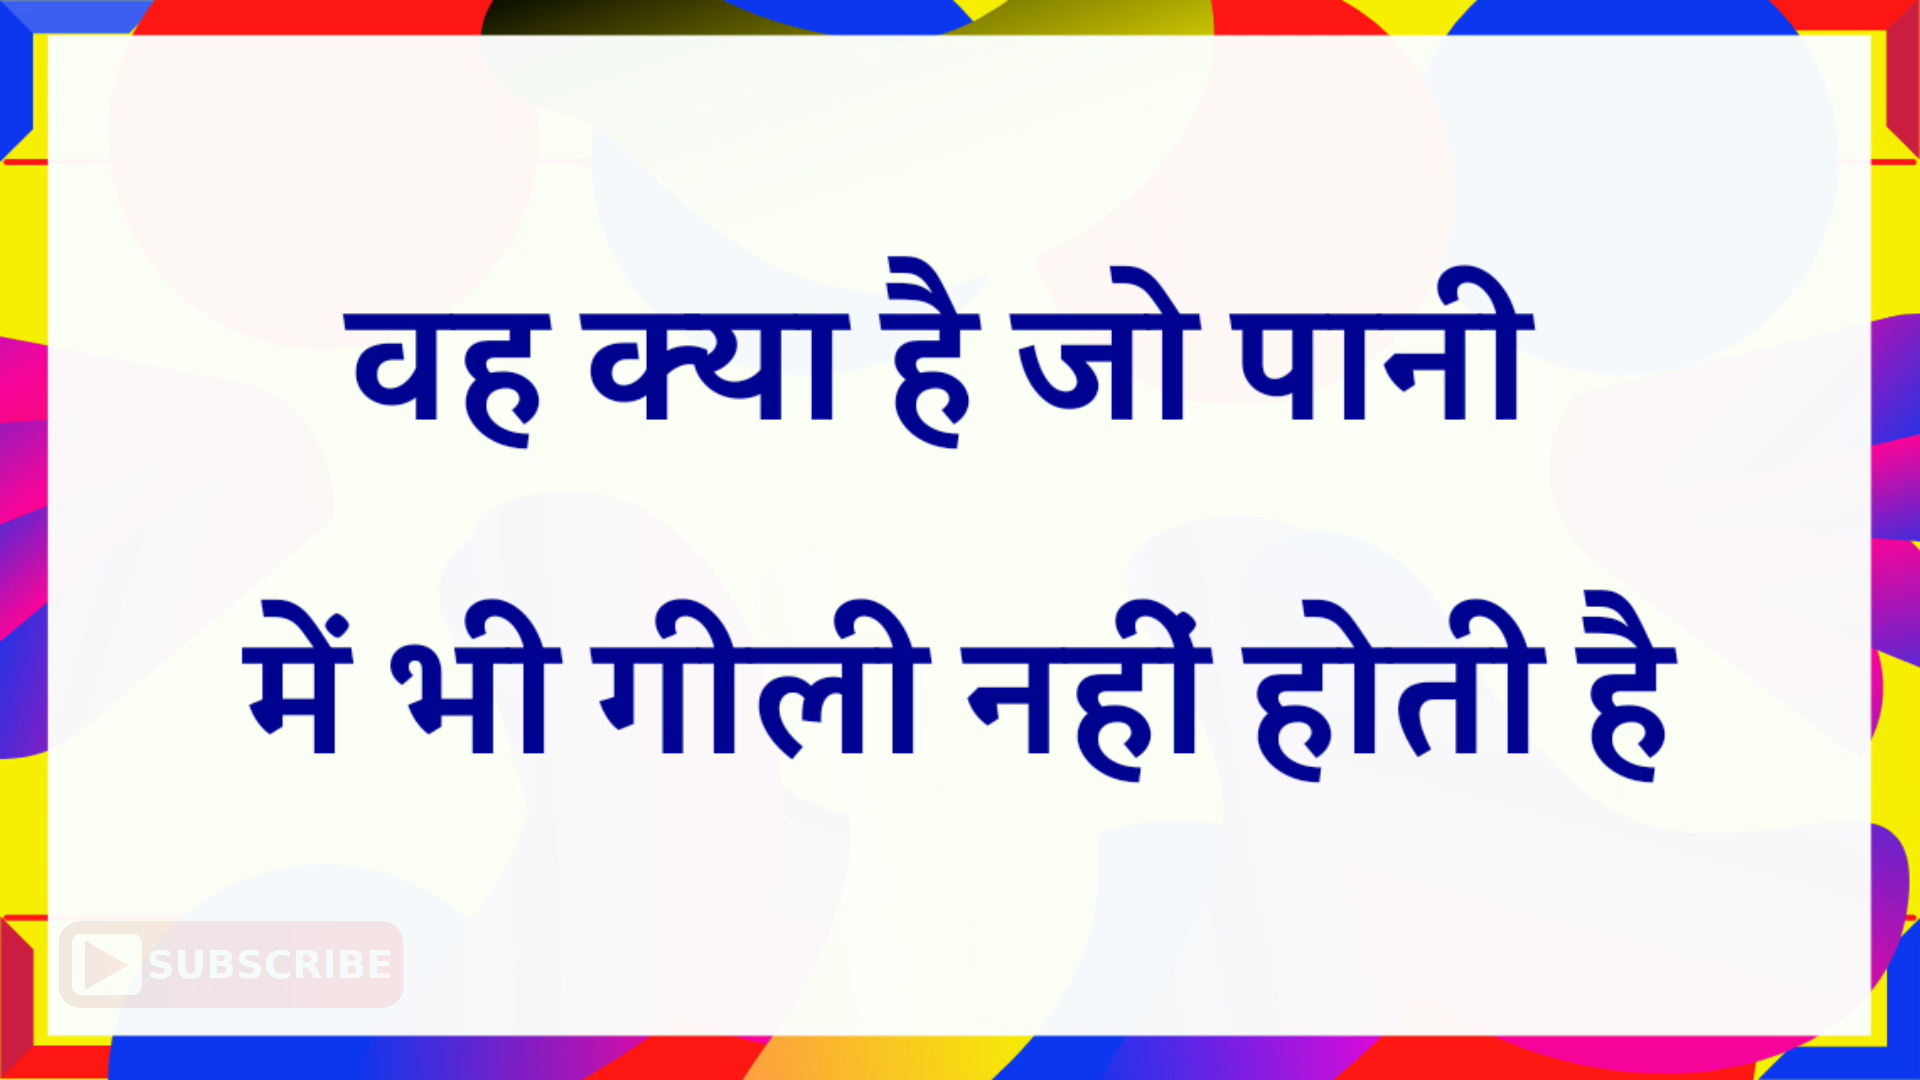 वह क्या है जो पानी
में भी गीली नहीं होती है
SUBSCRIBE